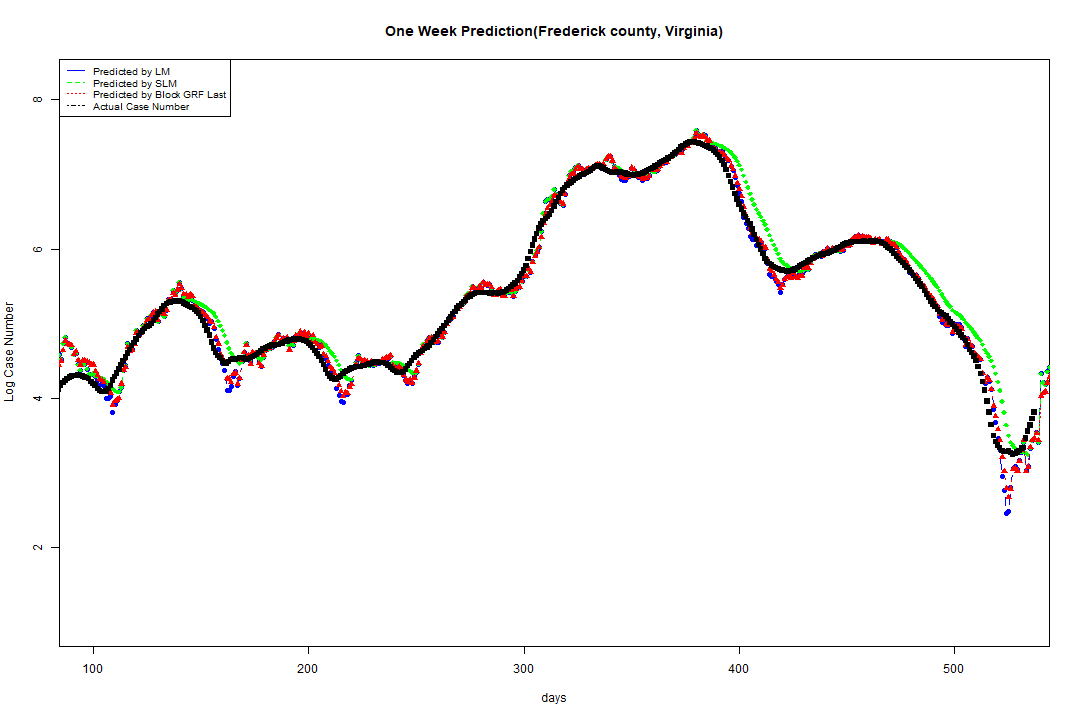 One Week Prediction(Frederick county, Virginia)
Predicted by LM
Predicted by SLM
Predicted by Block GRF Last
Actual Case Number
8
6
4
2
Log Case Number
100 200 300 400 500
days